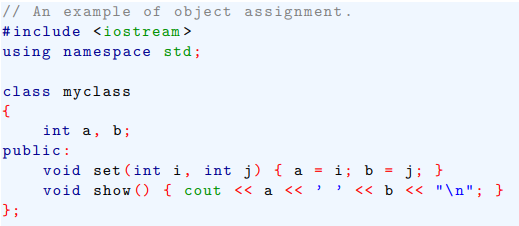 // An example of object assignment.
#include <iostream>
using namespace std;
class myclass
{
int a, b;
public:
void set(int i, int j) { a = i; b = j; }
void show() { cout << a << ’ ’ << b << "\n"; }
};